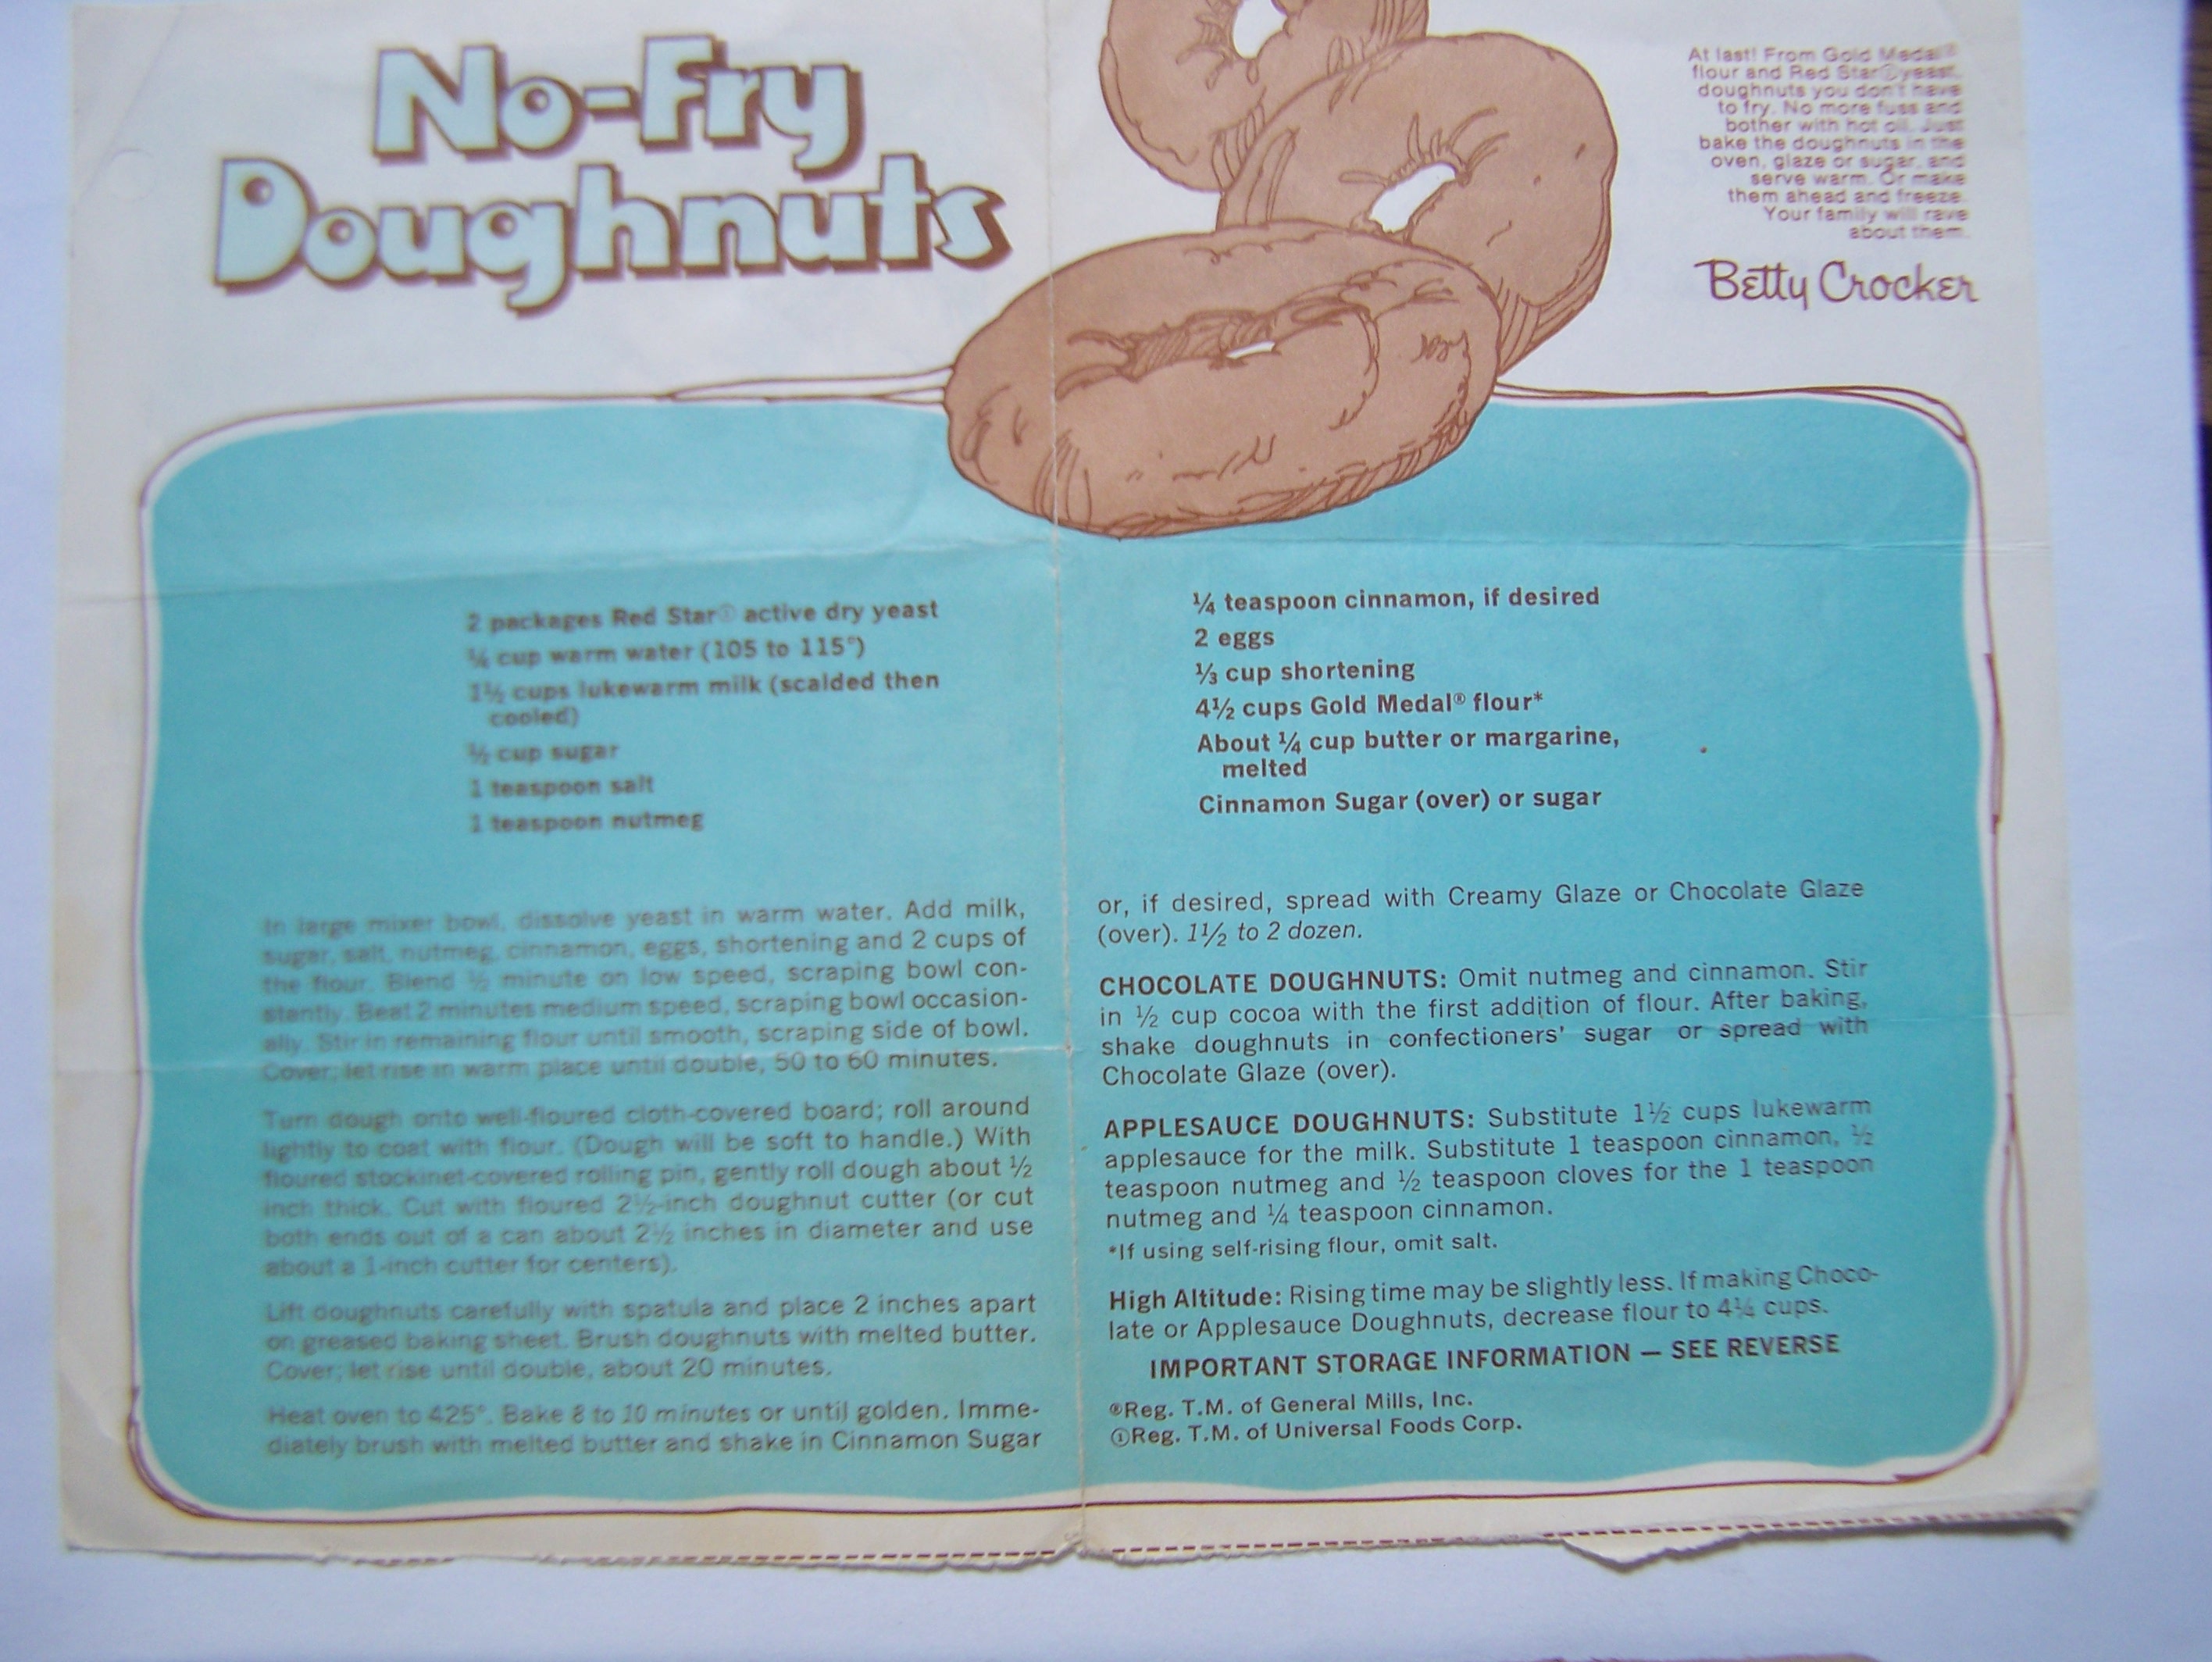 No-Fry
Doughnuts
At last! From Gold Medal®
flour and Red Star① yeast,
doughnuts you don't have
to fry. No more fuss and
bother with hot oil. Just
bake the doughnuts in the
oven, glaze or sugar, and
serve warm. Or make
them ahead and freeze.
Your family will rave
about them.
Betty Crocker
2 packages Red Star① active dry yeast
¼ cup warm water (105 to 115°)
1½ cups lukewarm milk (scalded then
cooled)
½ cup sugar
1 teaspoon salt
1 teaspoon nutmeg
¼ teaspoon cinnamon, if desired
2 eggs
⅓ cup shortening
4½ cups Gold Medal® flour*
About ¼ cup butter or margarine,
melted
Cinnamon Sugar (over) or sugar
In large mixer bowl, dissolve yeast in warm water. Add milk,
sugar, salt, nutmeg, cinnamon, eggs, shortening and 2 cups of
the flour. Blend ½ minute on low speed, scraping bowl con-
stantly. Beat 2 minutes medium speed, scraping bowl occasion-
ally. Stir in remaining flour until smooth, scraping side of bowl.
Cover; let rise in warm place until double, 50 to 60 minutes.
Turn dough onto well-floured cloth-covered board; roll around
lightly to coat with flour. (Dough will be soft to handle.) With
floured stockinet-covered rolling pin, gently roll dough about ½
inch thick. Cut with floured 2½-inch doughnut cutter (or cut
both ends out of a can about 2½ inches in diameter and use
about a 1-inch cutter for centers).
Lift doughnuts carefully with spatula and place 2 inches apart
on greased baking sheet. Brush doughnuts with melted butter.
Cover; let rise until double, about 20 minutes.
Heat oven to 425°. Bake 8 to 10 minutes or until golden. Imme-
diately brush with melted butter and shake in Cinnamon Sugar
or, if desired, spread with Creamy Glaze or Chocolate Glaze
(over). 1½ to 2 dozen.
CHOCOLATE DOUGHNUTS: Omit nutmeg and cinnamon. Stir
in ½ cup cocoa with the first addition of flour. After baking,
shake doughnuts in confectioners' sugar or spread with
Chocolate Glaze (over).
APPLESAUCE DOUGHNUTS: Substitute 1½ cups lukewarm
applesauce for the milk. Substitute 1 teaspoon cinnamon, ½
teaspoon nutmeg and ½ teaspoon cloves for the 1 teaspoon
nutmeg and ¼ teaspoon cinnamon.
*If using self-rising flour, omit salt.
High Altitude: Rising time may be slightly less. If making Choco-
late or Applesauce Doughnuts, decrease flour to 4¼ cups.
IMPORTANT STORAGE INFORMATION — SEE REVERSE
®Reg. T.M. of General Mills, Inc.
①Reg. T.M. of Universal Foods Corp.